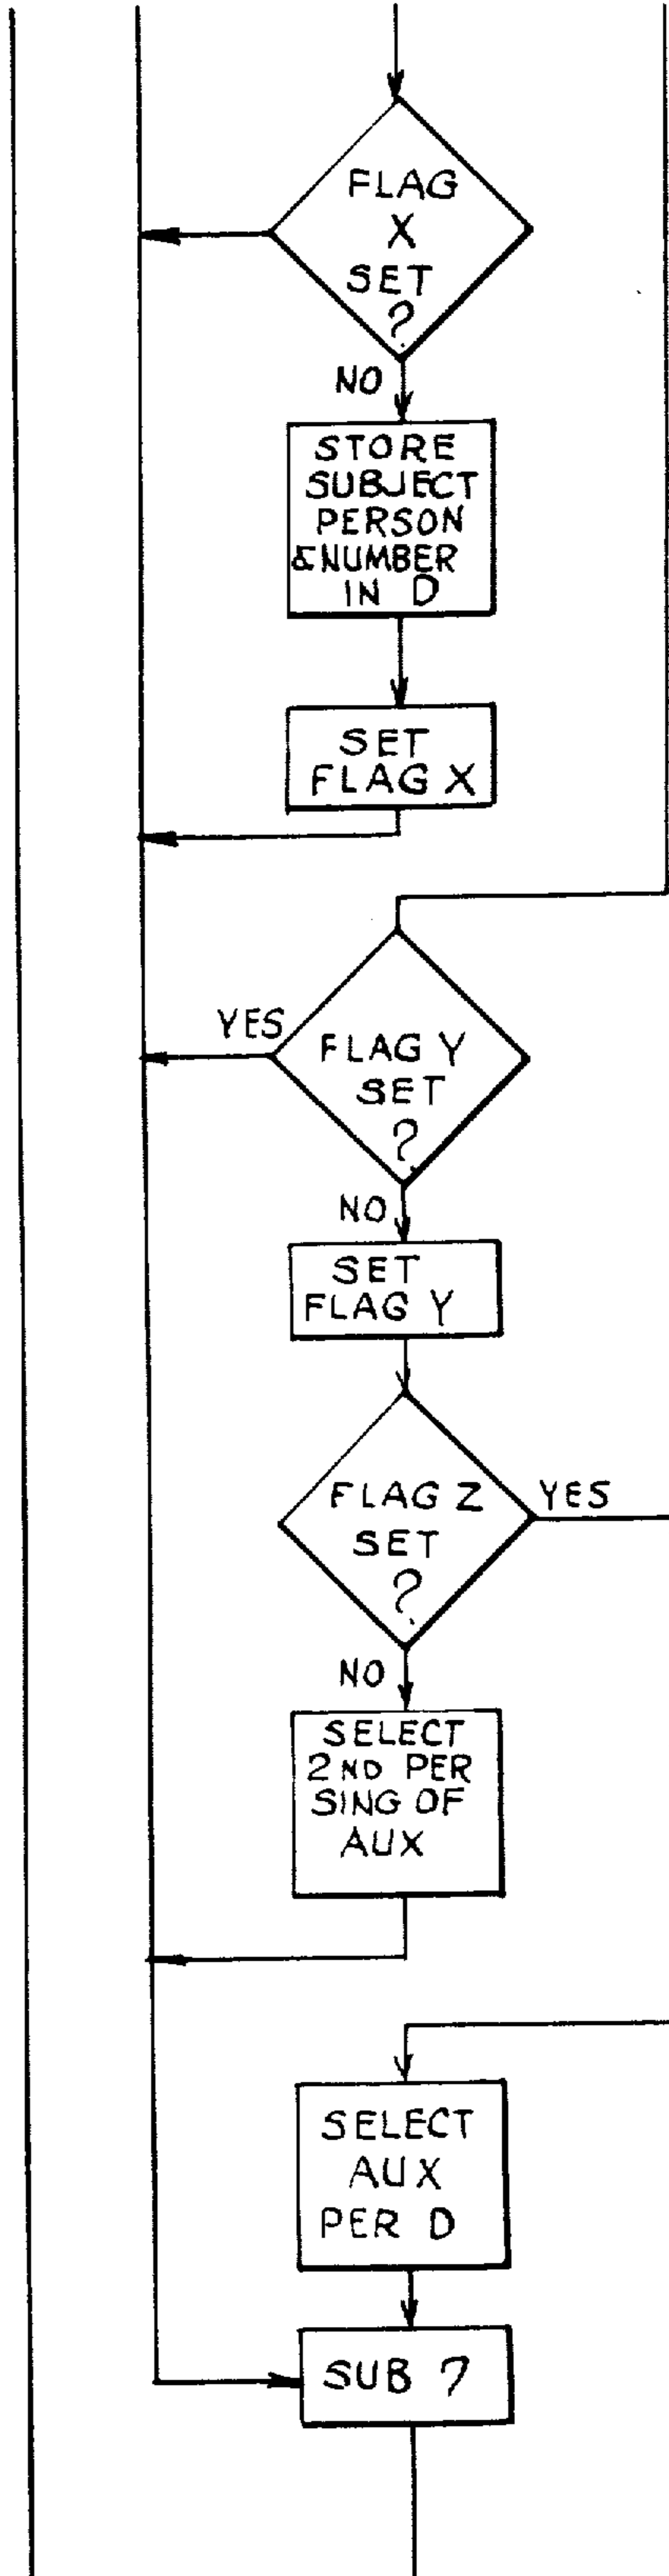 FLAG
X
SET
?
NO
STORE
SUBJECT
PERSON
&NUMBER
IN D
SET
FLAG X
YES
FLAG Y
SET
?
NO
SET
FLAG Y
FLAG Z
SET
?
YES
NO
SELECT
2ND PER
SING OF
AUX
SELECT
AUX
PER D
SUB 7